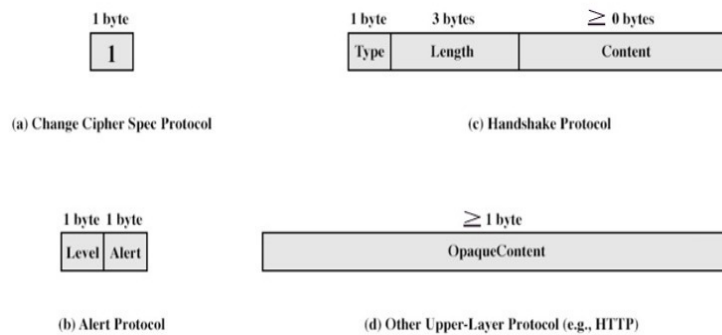 1 byte
1
(a) Change Cipher Spec Protocol
1 byte 3 bytes ≥ 0 bytes
Type Length Content
(c) Handshake Protocol
1 byte 1 byte
Level Alert
(b) Alert Protocol
≥ 1 byte
OpaqueContent
(d) Other Upper-Layer Protocol (e.g., HTTP)